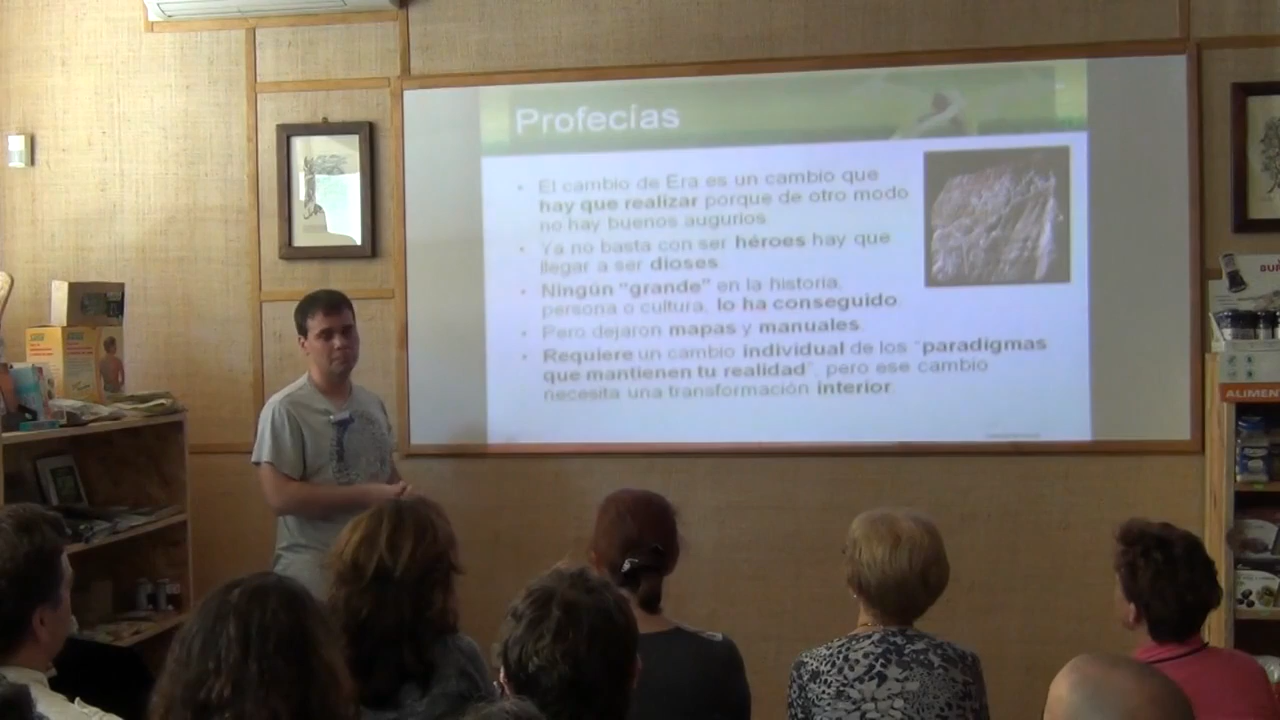 Profecías
• El cambio de Era es un cambio que
hay que realizar porque de otro modo
no hay buenos augurios
• Ya no basta con ser héroes hay que
llegar a ser dioses.
• Ningún “grande” en la historia,
persona o cultura, lo ha conseguido.
• Pero dejaron mapas y manuales.
• Requiere un cambio individual de los “paradigmas
que mantienen tu realidad”, pero ese cambio
necesita una transformación interior.
ALIMEN